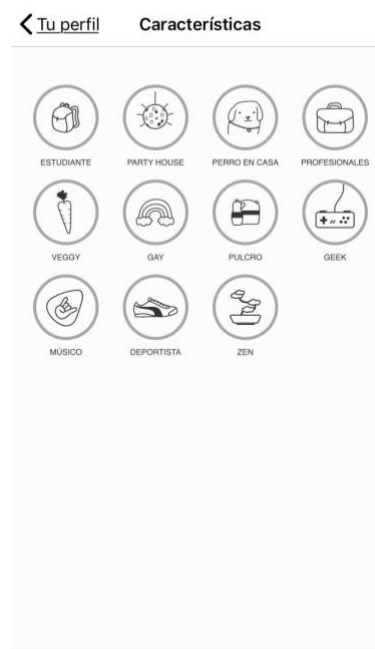 Tu perfil Características
ESTUDIANTE PARTY HOUSE PERRO EN CASA PROFESIONALES
VEGGY GAY PULCRO GEEK
MÚSICO DEPORTISTA ZEN